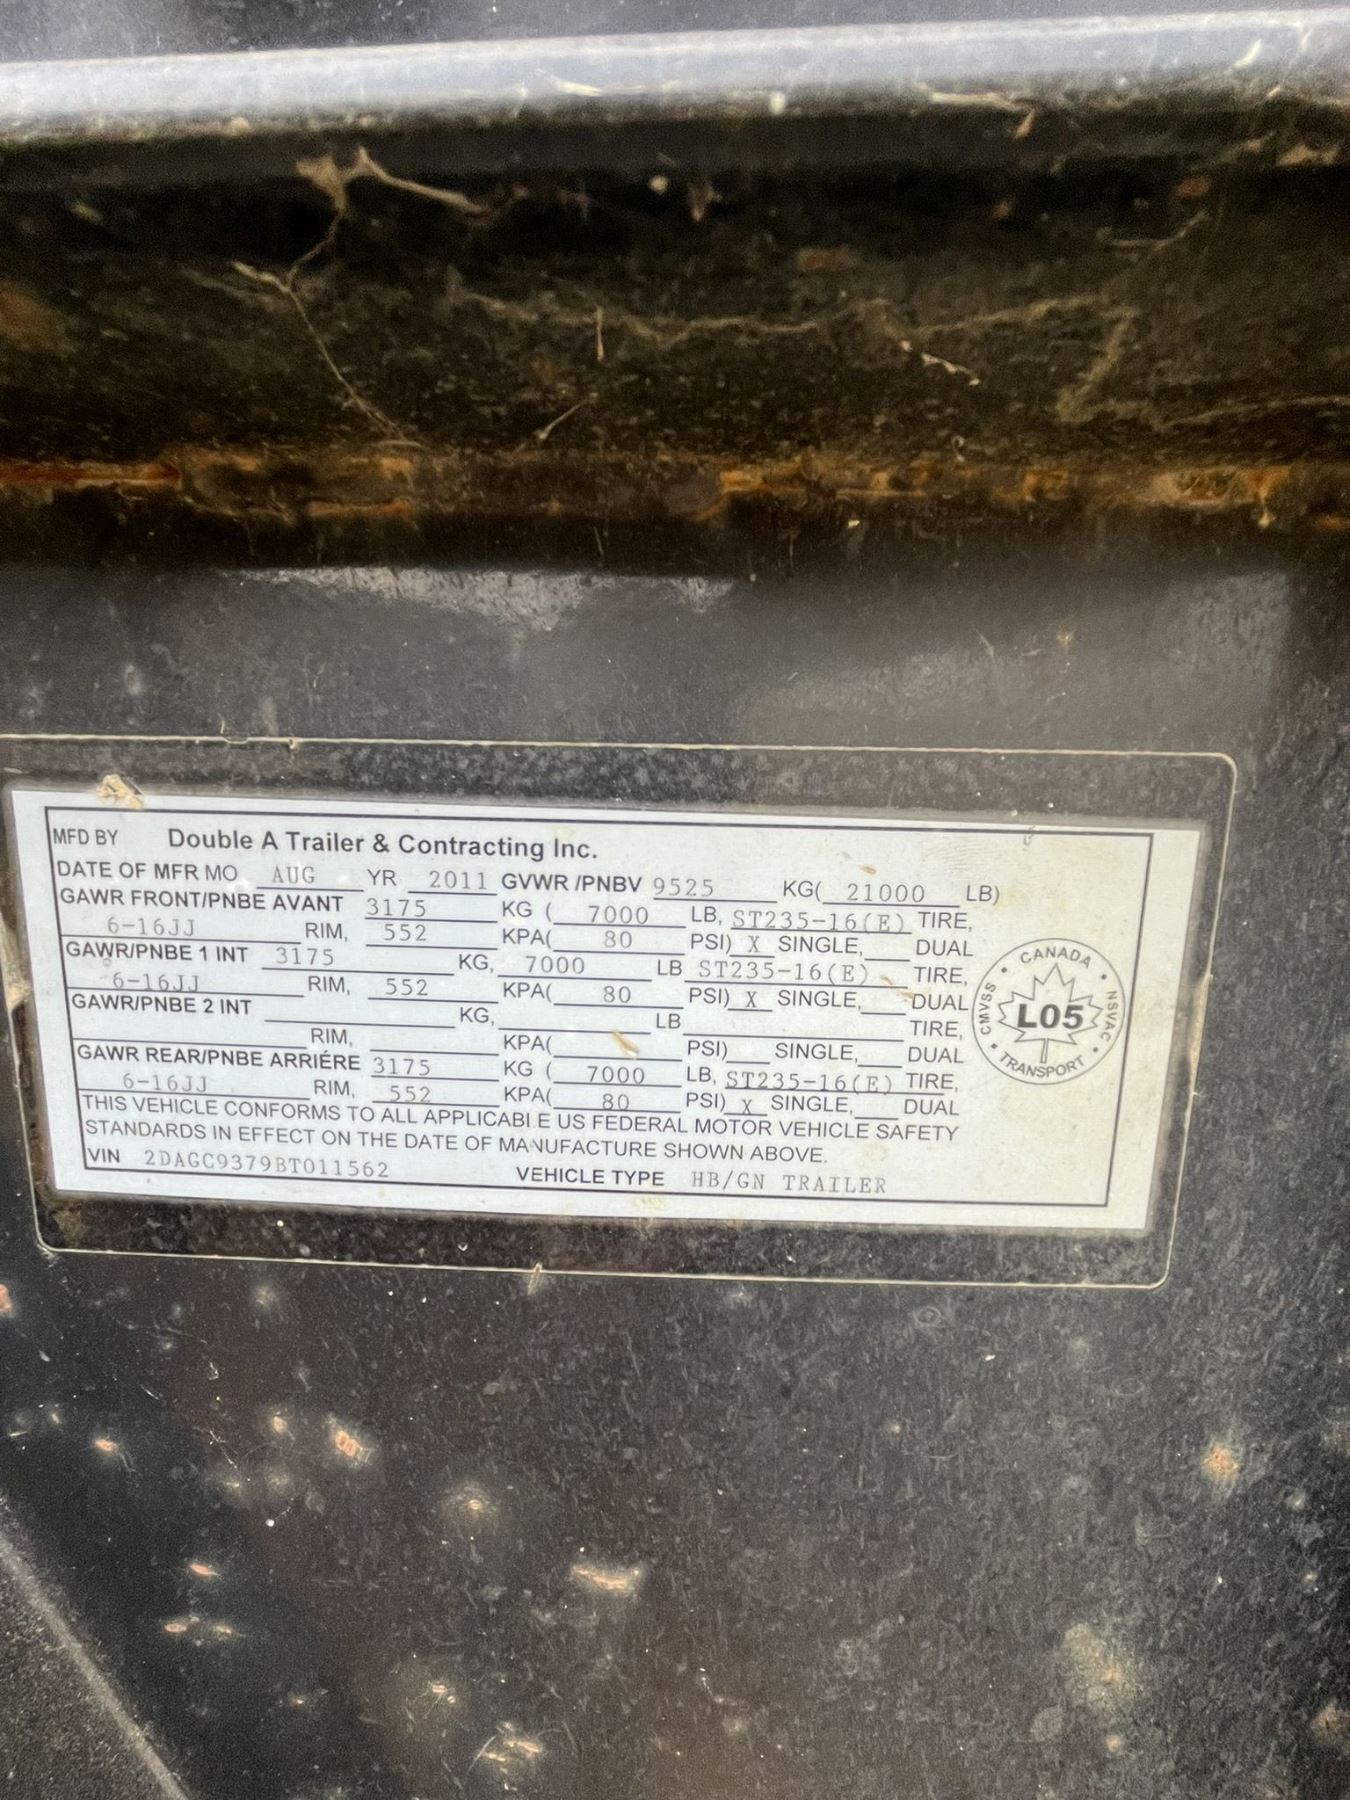 MFD BY Double A Trailer & Contracting Inc.
DATE OF MFR MO AUG YR 2011 GVWR /PNBV 9525 KG( 21000 LB)
GAWR FRONT/PNBE AVANT 3175 KG ( 7000 LB, ST235-16(E) TIRE,
6-16JJ RIM, 552 KPA( 80 PSI) X SINGLE, DUAL
GAWR/PNBE 1 INT 3175 KG, 7000 LB ST235-16(E) TIRE,
6-16JJ RIM, 552 KPA( 80 PSI) X SINGLE, DUAL
GAWR/PNBE 2 INT KG, LB TIRE,
RIM, KPA( PSI) SINGLE, DUAL
GAWR REAR/PNBE ARRIÉRE 3175 KG ( 7000 LB, ST235-16(E) TIRE,
6-16JJ RIM, 552 KPA( 80 PSI) X SINGLE, DUAL
THIS VEHICLE CONFORMS TO ALL APPLICABLE US FEDERAL MOTOR VEHICLE SAFETY
STANDARDS IN EFFECT ON THE DATE OF MANUFACTURE SHOWN ABOVE.
VIN 2DAGC9379BT011562 VEHICLE TYPE HB/GN TRAILER
CANADA
CMVSS
L05
NSVAC
TRANSPORT